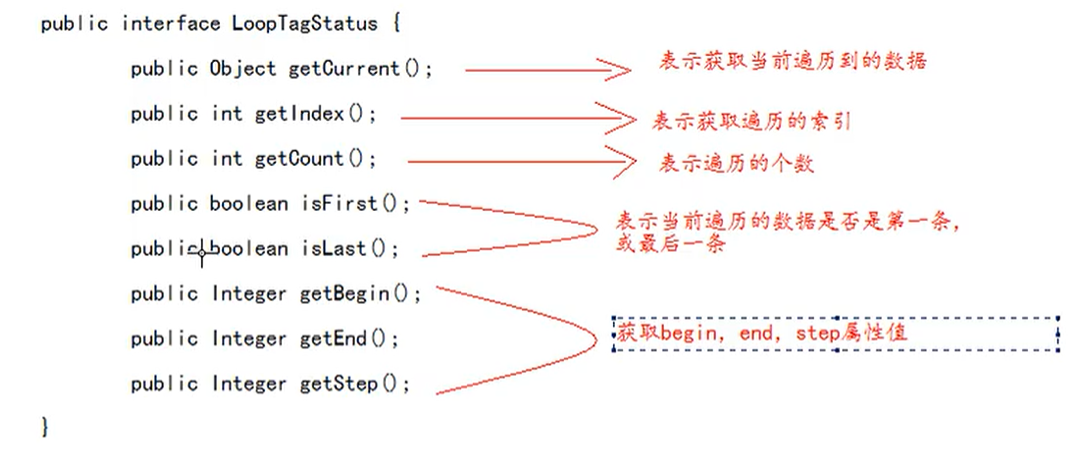 public interface LoopTagStatus {
public Object getCurrent(); 表示获取当前遍历到的数据
public int getIndex(); 表示获取遍历的索引
public int getCount(); 表示遍历的个数
public boolean isFirst();
表示当前遍历的数据是否是第一条，
或最后一条
public boolean isLast();
public Integer getBegin();
public Integer getEnd(); 获取begin，end，step属性值
public Integer getStep();
}